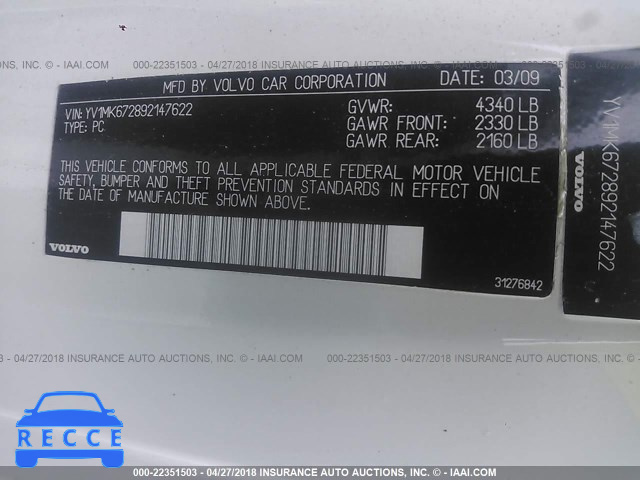 000-22351503 - 04/27/2018 INSURANCE AUTO AUCTIONS, INC. - © IAAI.COM
MFD BY VOLVO CAR CORPORATION DATE: 03/09
VIN: YV1MK672892147622
TYPE: PC
GVWR: 4340 LB
GAWR FRONT: 2330 LB
GAWR REAR: 2160 LB
THIS VEHICLE CONFORMS TO ALL APPLICABLE FEDERAL MOTOR VEHICLE
SAFETY, BUMPER AND THEFT PREVENTION STANDARDS IN EFFECT ON
THE DATE OF MANUFACTURE SHOWN ABOVE.
VOLVO
31276842
YV1MK672892147622
VOLVO
000-22351503 - 04/27/2018 INSURANCE AUTO AUCTIONS, INC. - © IAAI.COM
RECCE
000-22351503 - 04/27/2018 INSURANCE AUTO AUCTIONS, INC. - © WWW.IAAI.COM